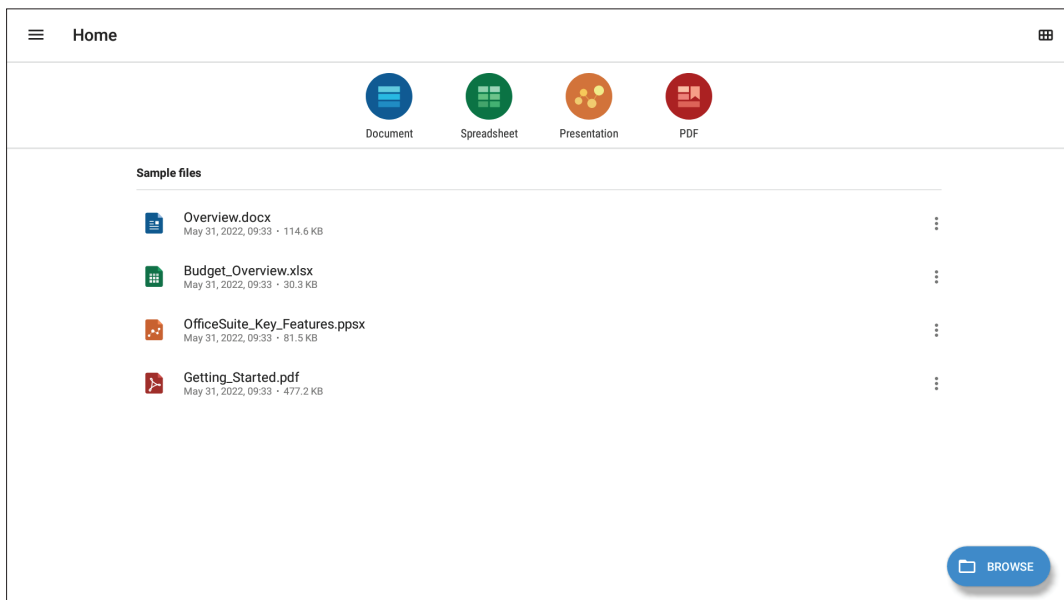 Home
Document Spreadsheet Presentation PDF
Sample files
Overview.docx
May 31, 2022, 09:33 • 114.6 KB
Budget_Overview.xlsx
May 31, 2022, 09:33 • 30.3 KB
OfficeSuite_Key_Features.ppsx
May 31, 2022, 09:33 • 81.5 KB
Getting_Started.pdf
May 31, 2022, 09:33 • 477.2 KB
BROWSE